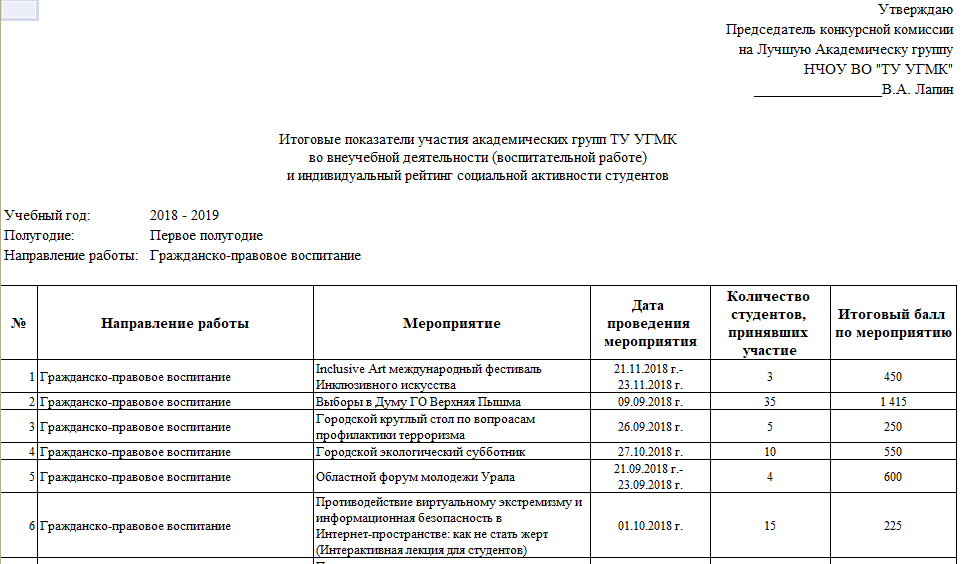 Утверждаю
Председатель конкурсной комиссии
на Лучшую Академическу группу
НЧОУ ВО "ТУ УГМК"
_________________В.А. Лапин
Итоговые показатели участия академических групп ТУ УГМК
во внеучебной деятельности (воспитательной работе)
и индивидуальный рейтинг социальной активности студентов
Учебный год: 2018 - 2019
Полугодие: Первое полугодие
Направление работы: Гражданско-правовое воспитание
№ Направление работы Мероприятие Дата проведения мероприятия Количество студентов, принявших участие Итоговый балл по мероприятию
1 Гражданско-правовое воспитание Inclusive Art международный фестиваль Инклюзивного искусства 21.11.2018 г.- 23.11.2018 г. 3 450
2 Гражданско-правовое воспитание Выборы в Думу ГО Верхняя Пышма 09.09.2018 г. 35 1 415
3 Гражданско-правовое воспитание Городской круглый стол по вопроасам профилактики терроризма 26.09.2018 г. 5 250
4 Гражданско-правовое воспитание Городской экологический субботник 27.10.2018 г. 10 550
5 Гражданско-правовое воспитание Областной форум молодежи Урала 21.09.2018 г.- 23.09.2018 г. 4 600
6 Гражданско-правовое воспитание Противодействие виртуальному экстремизму и информационная безопасность в Интернет-пространстве: как не стать жерт (Интерактивная лекция для студентов) 01.10.2018 г. 15 225